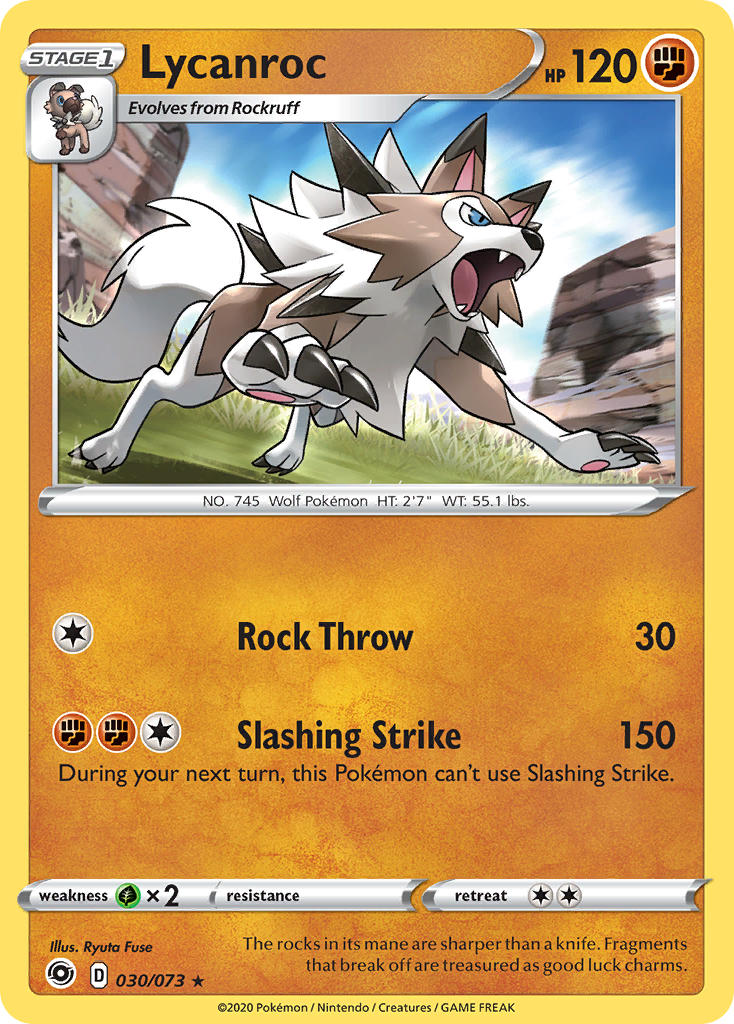 STAGE 1
Lycanroc
HP 120
Evolves from Rockruff
NO. 745 Wolf Pokémon HT: 2'7" WT: 55.1 lbs.
Rock Throw 30
Slashing Strike 150
During your next turn, this Pokémon can't use Slashing Strike.
weakness ×2 resistance retreat
Illus. Ryuta Fuse
The rocks in its mane are sharper than a knife. Fragments
that break off are treasured as good luck charms.
D 030/073 ★
©2020 Pokémon / Nintendo / Creatures / GAME FREAK